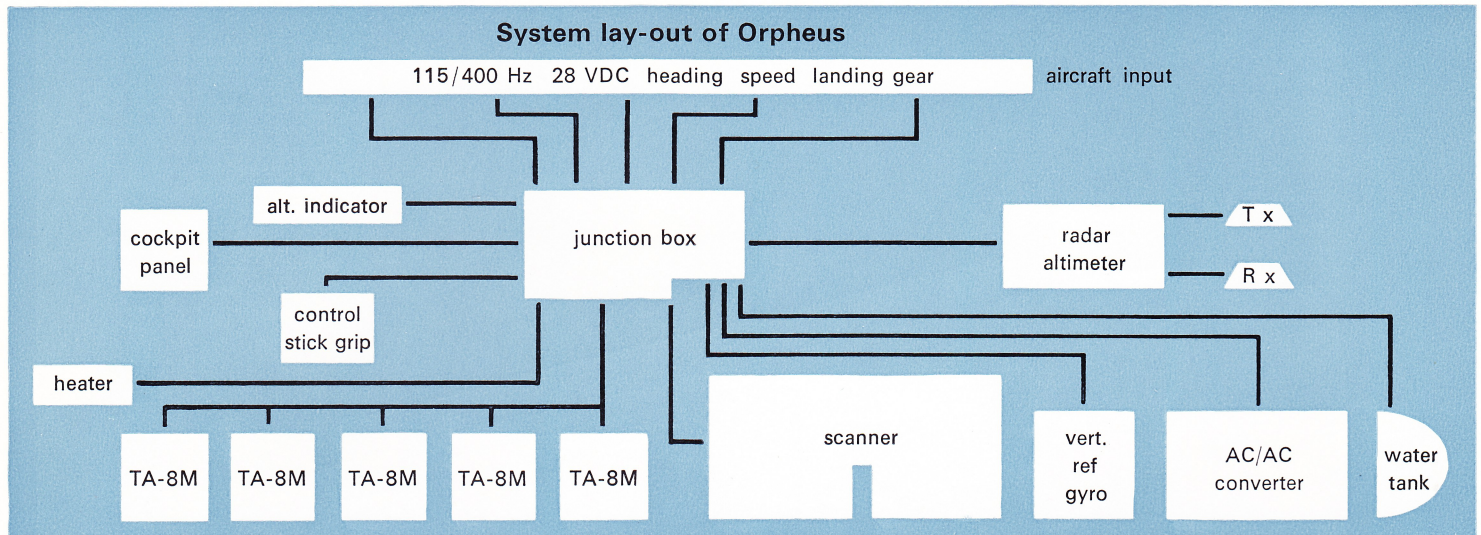 System lay-out of Orpheus
115/400 Hz 28 VDC heading speed landing gear
aircraft input
alt. indicator
cockpit
panel
junction box
radar
altimeter
T x
R x
control
stick grip
heater
TA-8M
TA-8M
TA-8M
TA-8M
TA-8M
scanner
vert.
ref
gyro
AC/AC
converter
water
tank